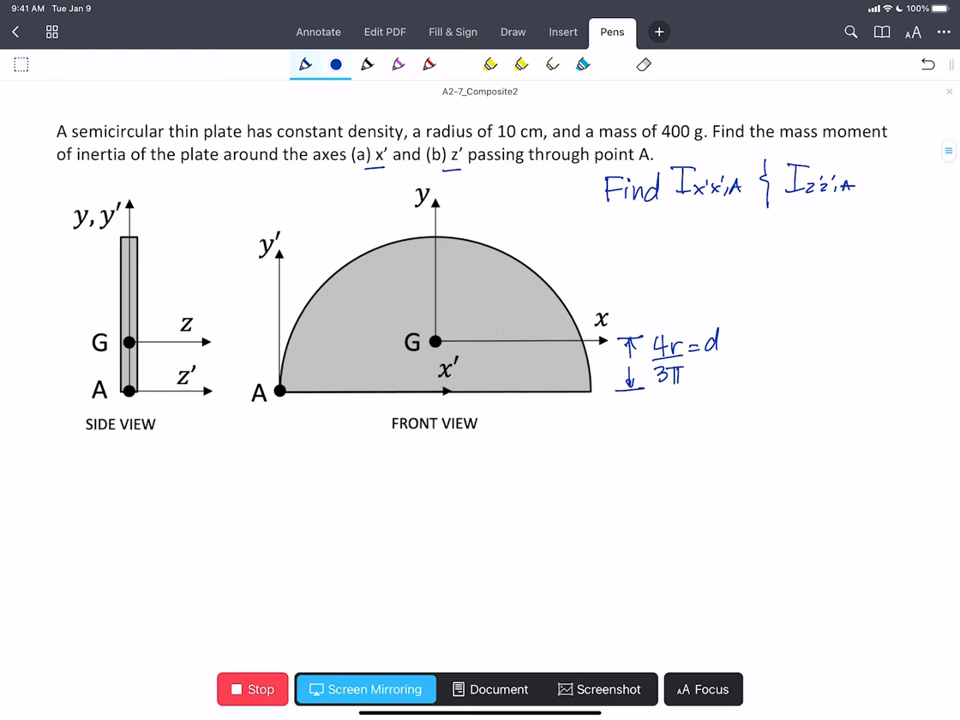 9:41 AM Tue Jan 9
100%
Annotate Edit PDF Fill & Sign Draw Insert Pens
AA
A2-7_Composite2
A semicircular thin plate has constant density, a radius of 10 cm, and a mass of 400 g. Find the mass moment
of inertia of the plate around the axes (a) x’ and (b) z’ passing through point A.
Find Ix'x',A { Iz'z',A
y, y′
y
y′
z
x
G
G
4r/3π = d
z′
x′
A
A
SIDE VIEW
FRONT VIEW
Stop Screen Mirroring Document Screenshot AA Focus